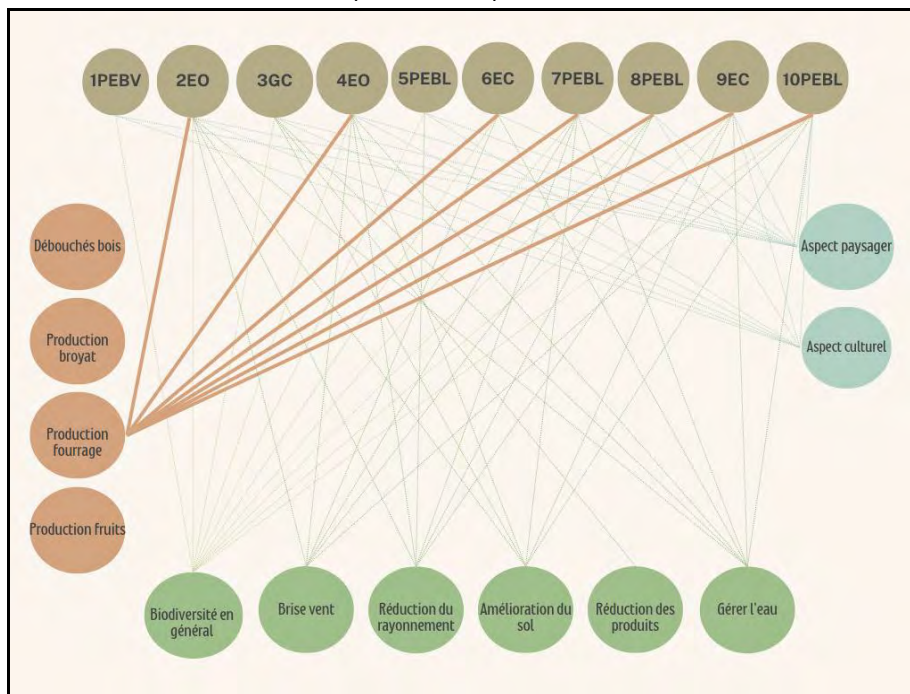 1PEBV
2EO
3GC
4EO
5PEBL
6EC
7PEBL
8PEBL
9EC
10PEBL
Débouchés bois
Production
broyat
Production
fourrage
Production fruits
Aspect paysager
Aspect culturel
Biodiversité en
général
Brise vent
Réduction du
rayonnement
Amélioration du
sol
Réduction des
produits
Gérer l'eau